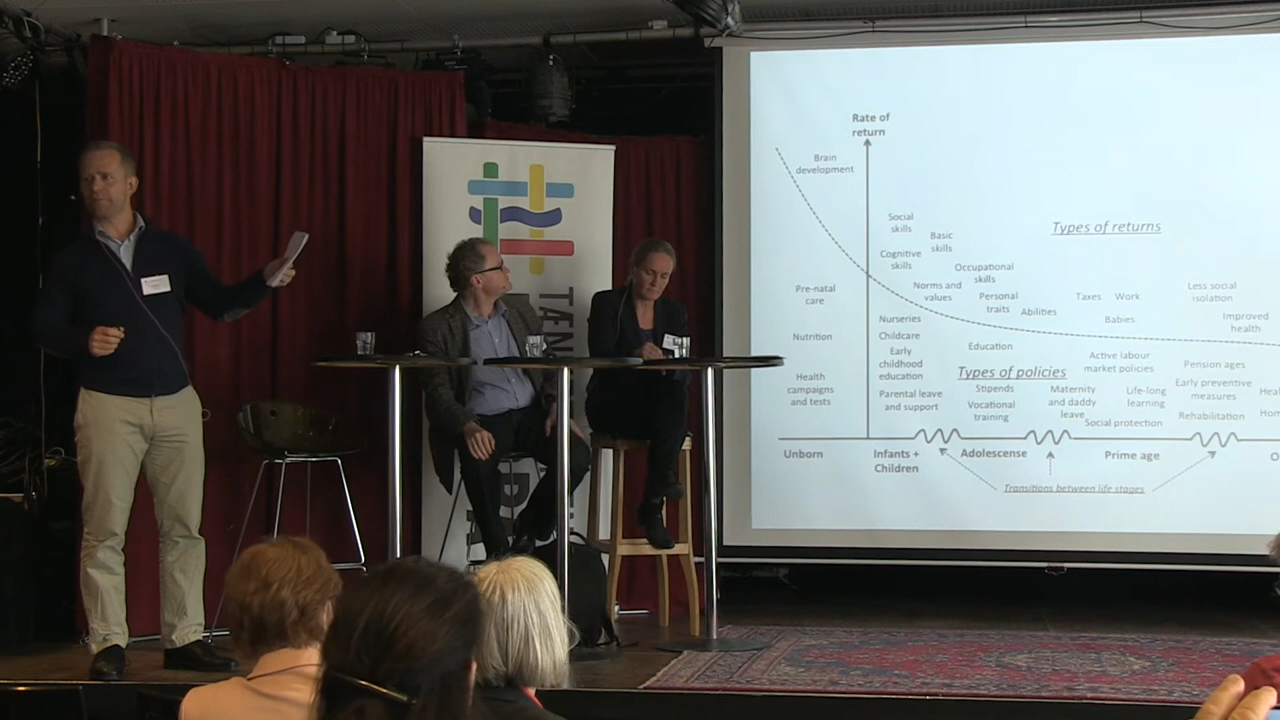 Rate of
return
Brain
development
Social
skills
Basic
skills
Types of returns
Cognitive
skills
Occupational
skills
Norms and
values
Personal
traits
Abilities
Taxes
Work
Babies
Less social
isolation
Improved
health
Pre-natal
care
Nutrition
Health
campaigns
and tests
Nurseries
Childcare
Early
childhood
education
Parental leave
and support
Education
Types of policies
Stipends
Vocational
training
Maternity
and daddy
leave
Active labour
market policies
Life-long
learning
Social protection
Pension ages
Early preventive
measures
Rehabilitation
Unborn
Infants +
Children
Adolescense
Prime age
Transitions between life stages
TAN